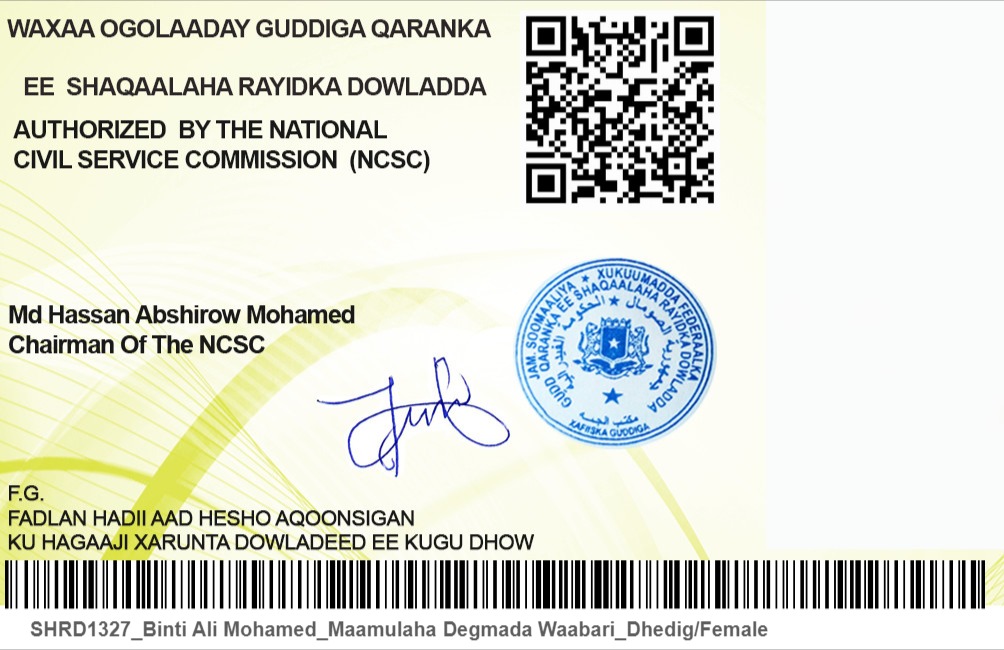 WAXAA OGOLAADAY GUDDIGA QARANKA
EE SHAQAALAHA RAYIDKA DOWLADDA
AUTHORIZED BY THE NATIONAL
CIVIL SERVICE COMMISSION (NCSC)
Md Hassan Abshirow Mohamed
Chairman Of The NCSC
JAM. SOOMAALIYA ★ XUKUUMADDA FEDERAALKA
GUDD QARANKA EE SHAQAALAHA RAYIDKA DOWLADDA
XAFIISKA GUDDIGA
F.G.
FADLAN HADII AAD HESHO AQOONSIGAN
KU HAGAAJI XARUNTA DOWLADEED EE KUGU DHOW
SHRD1327_Binti Ali Mohamed_Maamulaha Degmada Waabari_Dhedig/Female